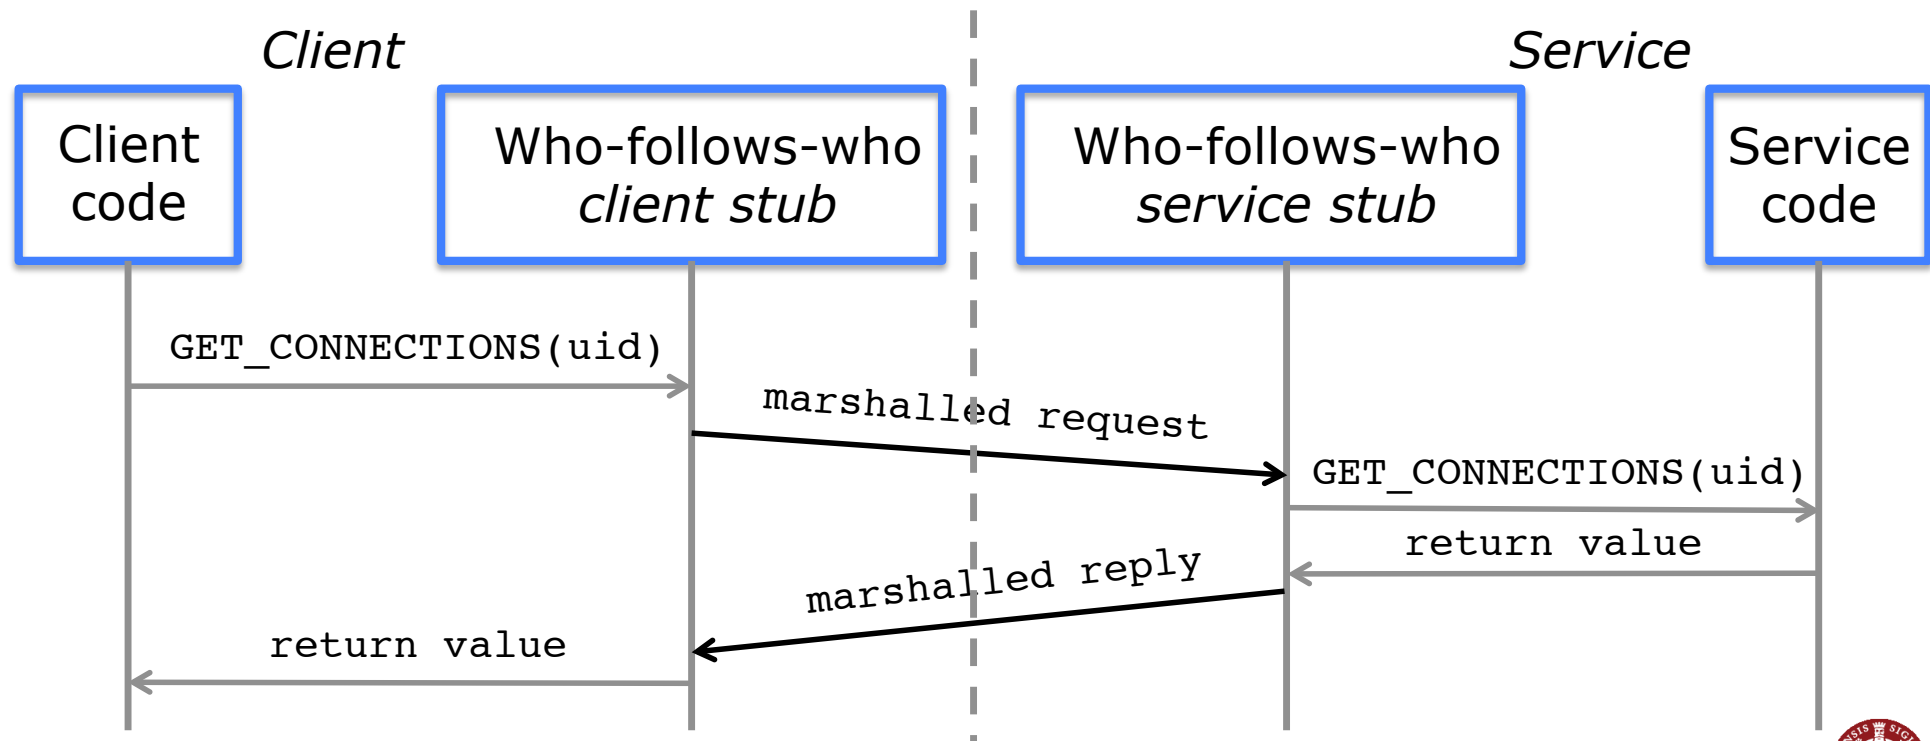 Client
Service
Client
code
Who-follows-who
client stub
Who-follows-who
service stub
Service
code
GET_CONNECTIONS(uid)
marshalled request
GET_CONNECTIONS(uid)
return value
marshalled reply
return value